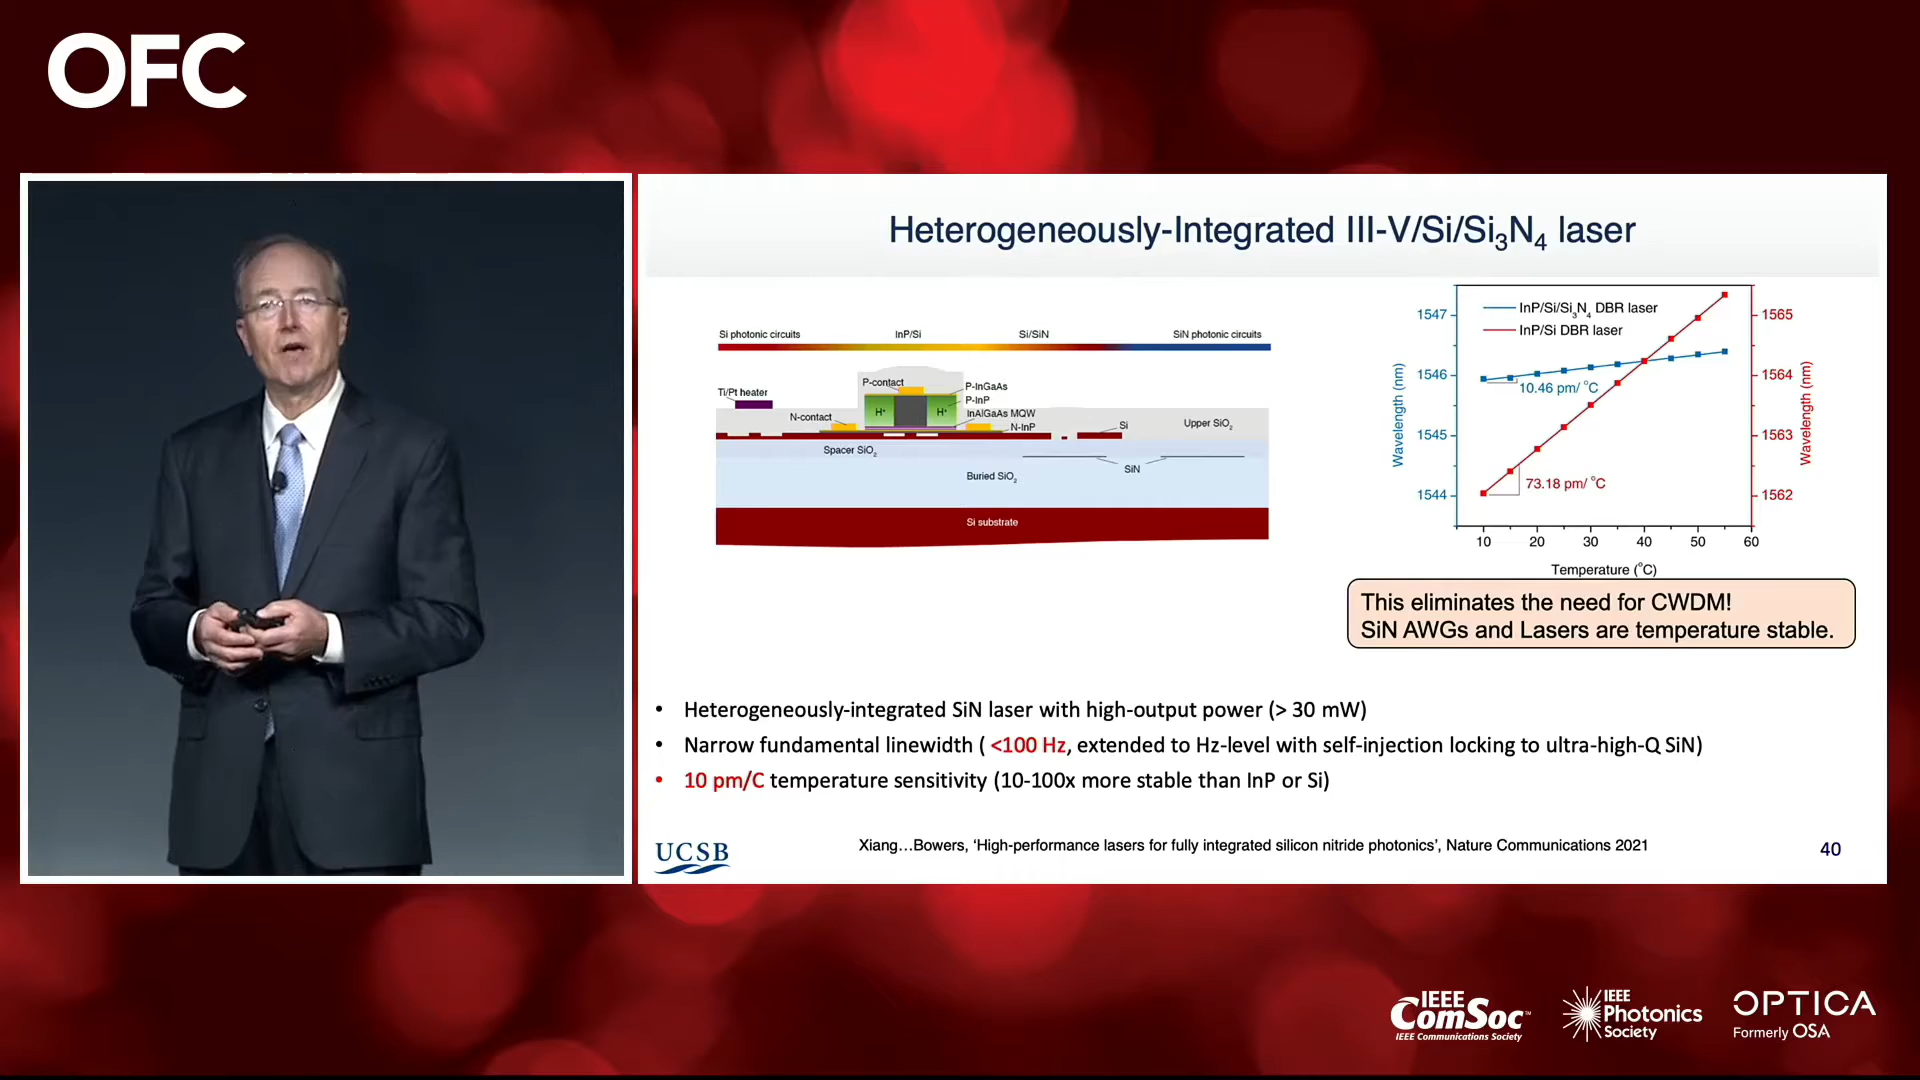 OFC
Heterogeneously-Integrated III-V/Si/Si₃N₄ laser
Si photonic circuits
InP/Si
Si/SiN
SiN photonic circuits
Ti/Pt heater
P-contact
N-contact
H⁺
H⁺
P-InGaAs
P-InP
InAlGaAs MQW
N-InP
Si
Upper SiO₂
Spacer SiO₂
SiN
Buried SiO₂
Si substrate
InP/Si/Si₃N₄ DBR laser
InP/Si DBR laser
1547
1546
1545
1544
Wavelength (nm)
10.46 pm/ °C
73.18 pm/ °C
1565
1564
1563
1562
Wavelength (nm)
10 20 30 40 50 60
Temperature (°C)
This eliminates the need for CWDM!
SiN AWGs and Lasers are temperature stable.
• Heterogeneously-integrated SiN laser with high-output power (> 30 mW)
• Narrow fundamental linewidth ( <100 Hz, extended to Hz-level with self-injection locking to ultra-high-Q SiN)
• 10 pm/C temperature sensitivity (10-100x more stable than InP or Si)
UCSB
Xiang…Bowers, ‘High-performance lasers for fully integrated silicon nitride photonics’, Nature Communications 2021
40
IEEE
ComSoc™
IEEE Communications Society
IEEE
Photonics
Society
OPTICA
Formerly OSA